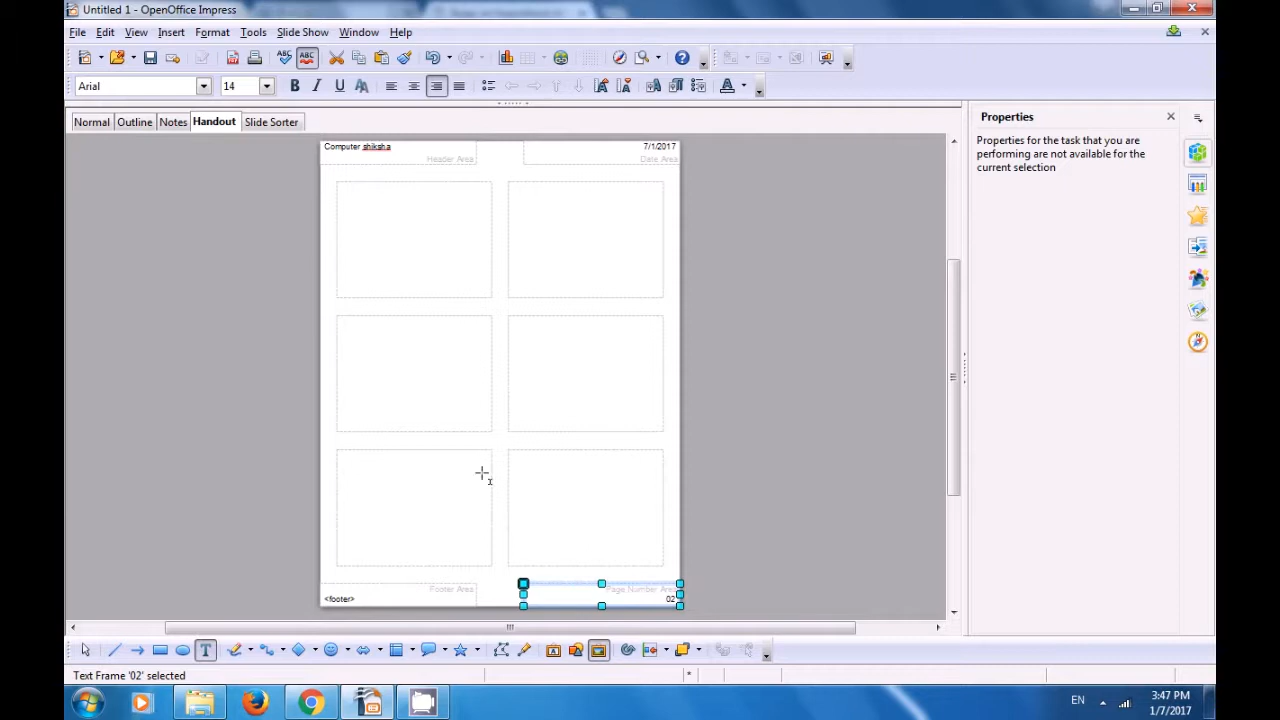 Untitled 1 - OpenOffice Impress
File Edit View Insert Format Tools Slide Show Window Help
Arial 14
Normal Outline Notes Handout Slide Sorter
Properties
Properties for the task that you are
performing are not available for the
current selection
Computer shiksha
7/1/2017
Header Area
Date Area
Footer Area
Page Number Area
<footer>
02
Text Frame '02' selected
*
EN
3:47 PM
1/7/2017